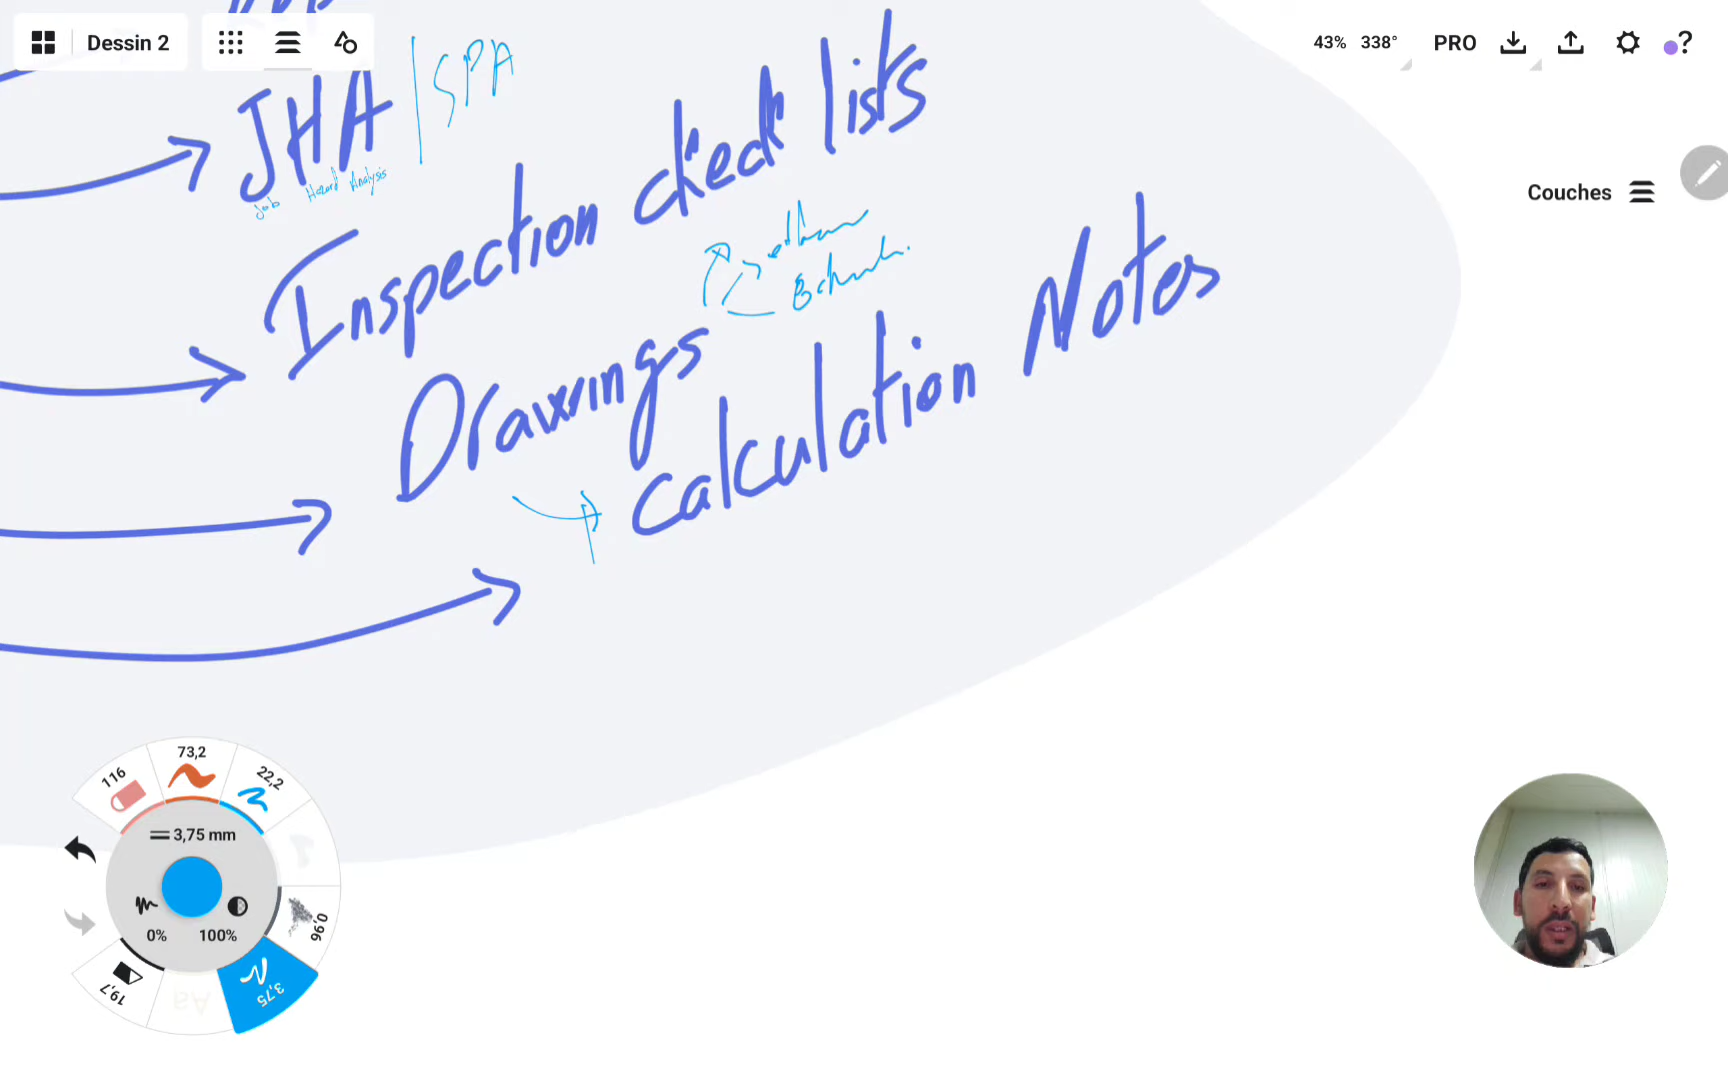 Dessin 2
43% 338° PRO ?
JHA | SPA
Job Hazard Analysis
Inspection check lists
Couches
Drawings
Calculation Notes
116
73,2
22,2
3,75 mm
0% 100%
0,96
3,75
Aa
19,7